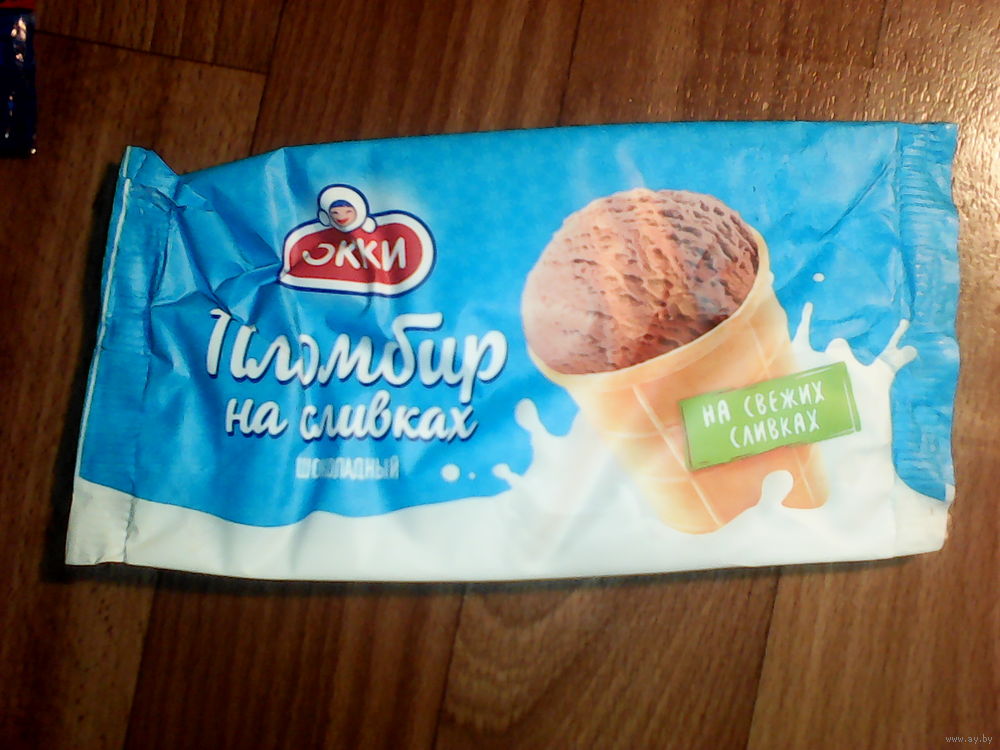 ЭККИ
Пломбир
на сливках
шоколадный
НА СВЕЖИХ
СЛИВКАХ
www.ay.by